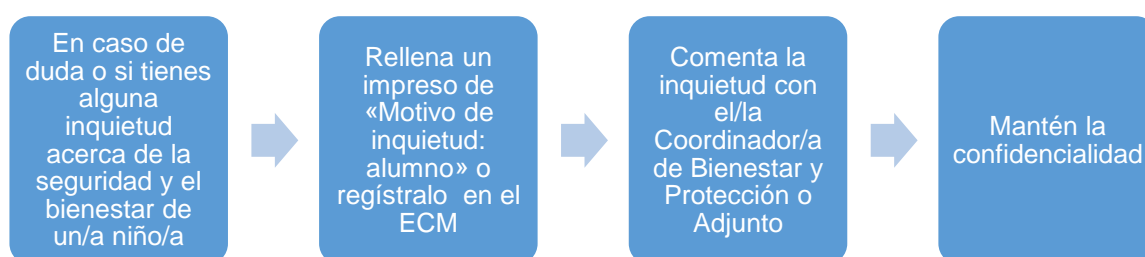 En caso de
duda o si tienes
alguna
inquietud
acerca de la
seguridad y el
bienestar de
un/a niño/a
Rellena un
impreso de
«Motivo de
inquietud:
alumno» o
regístralo en el
ECM
Comenta la
inquietud con
el/la
Coordinador/a
de Bienestar y
Protección o
Adjunto
Mantén la
confidencialidad